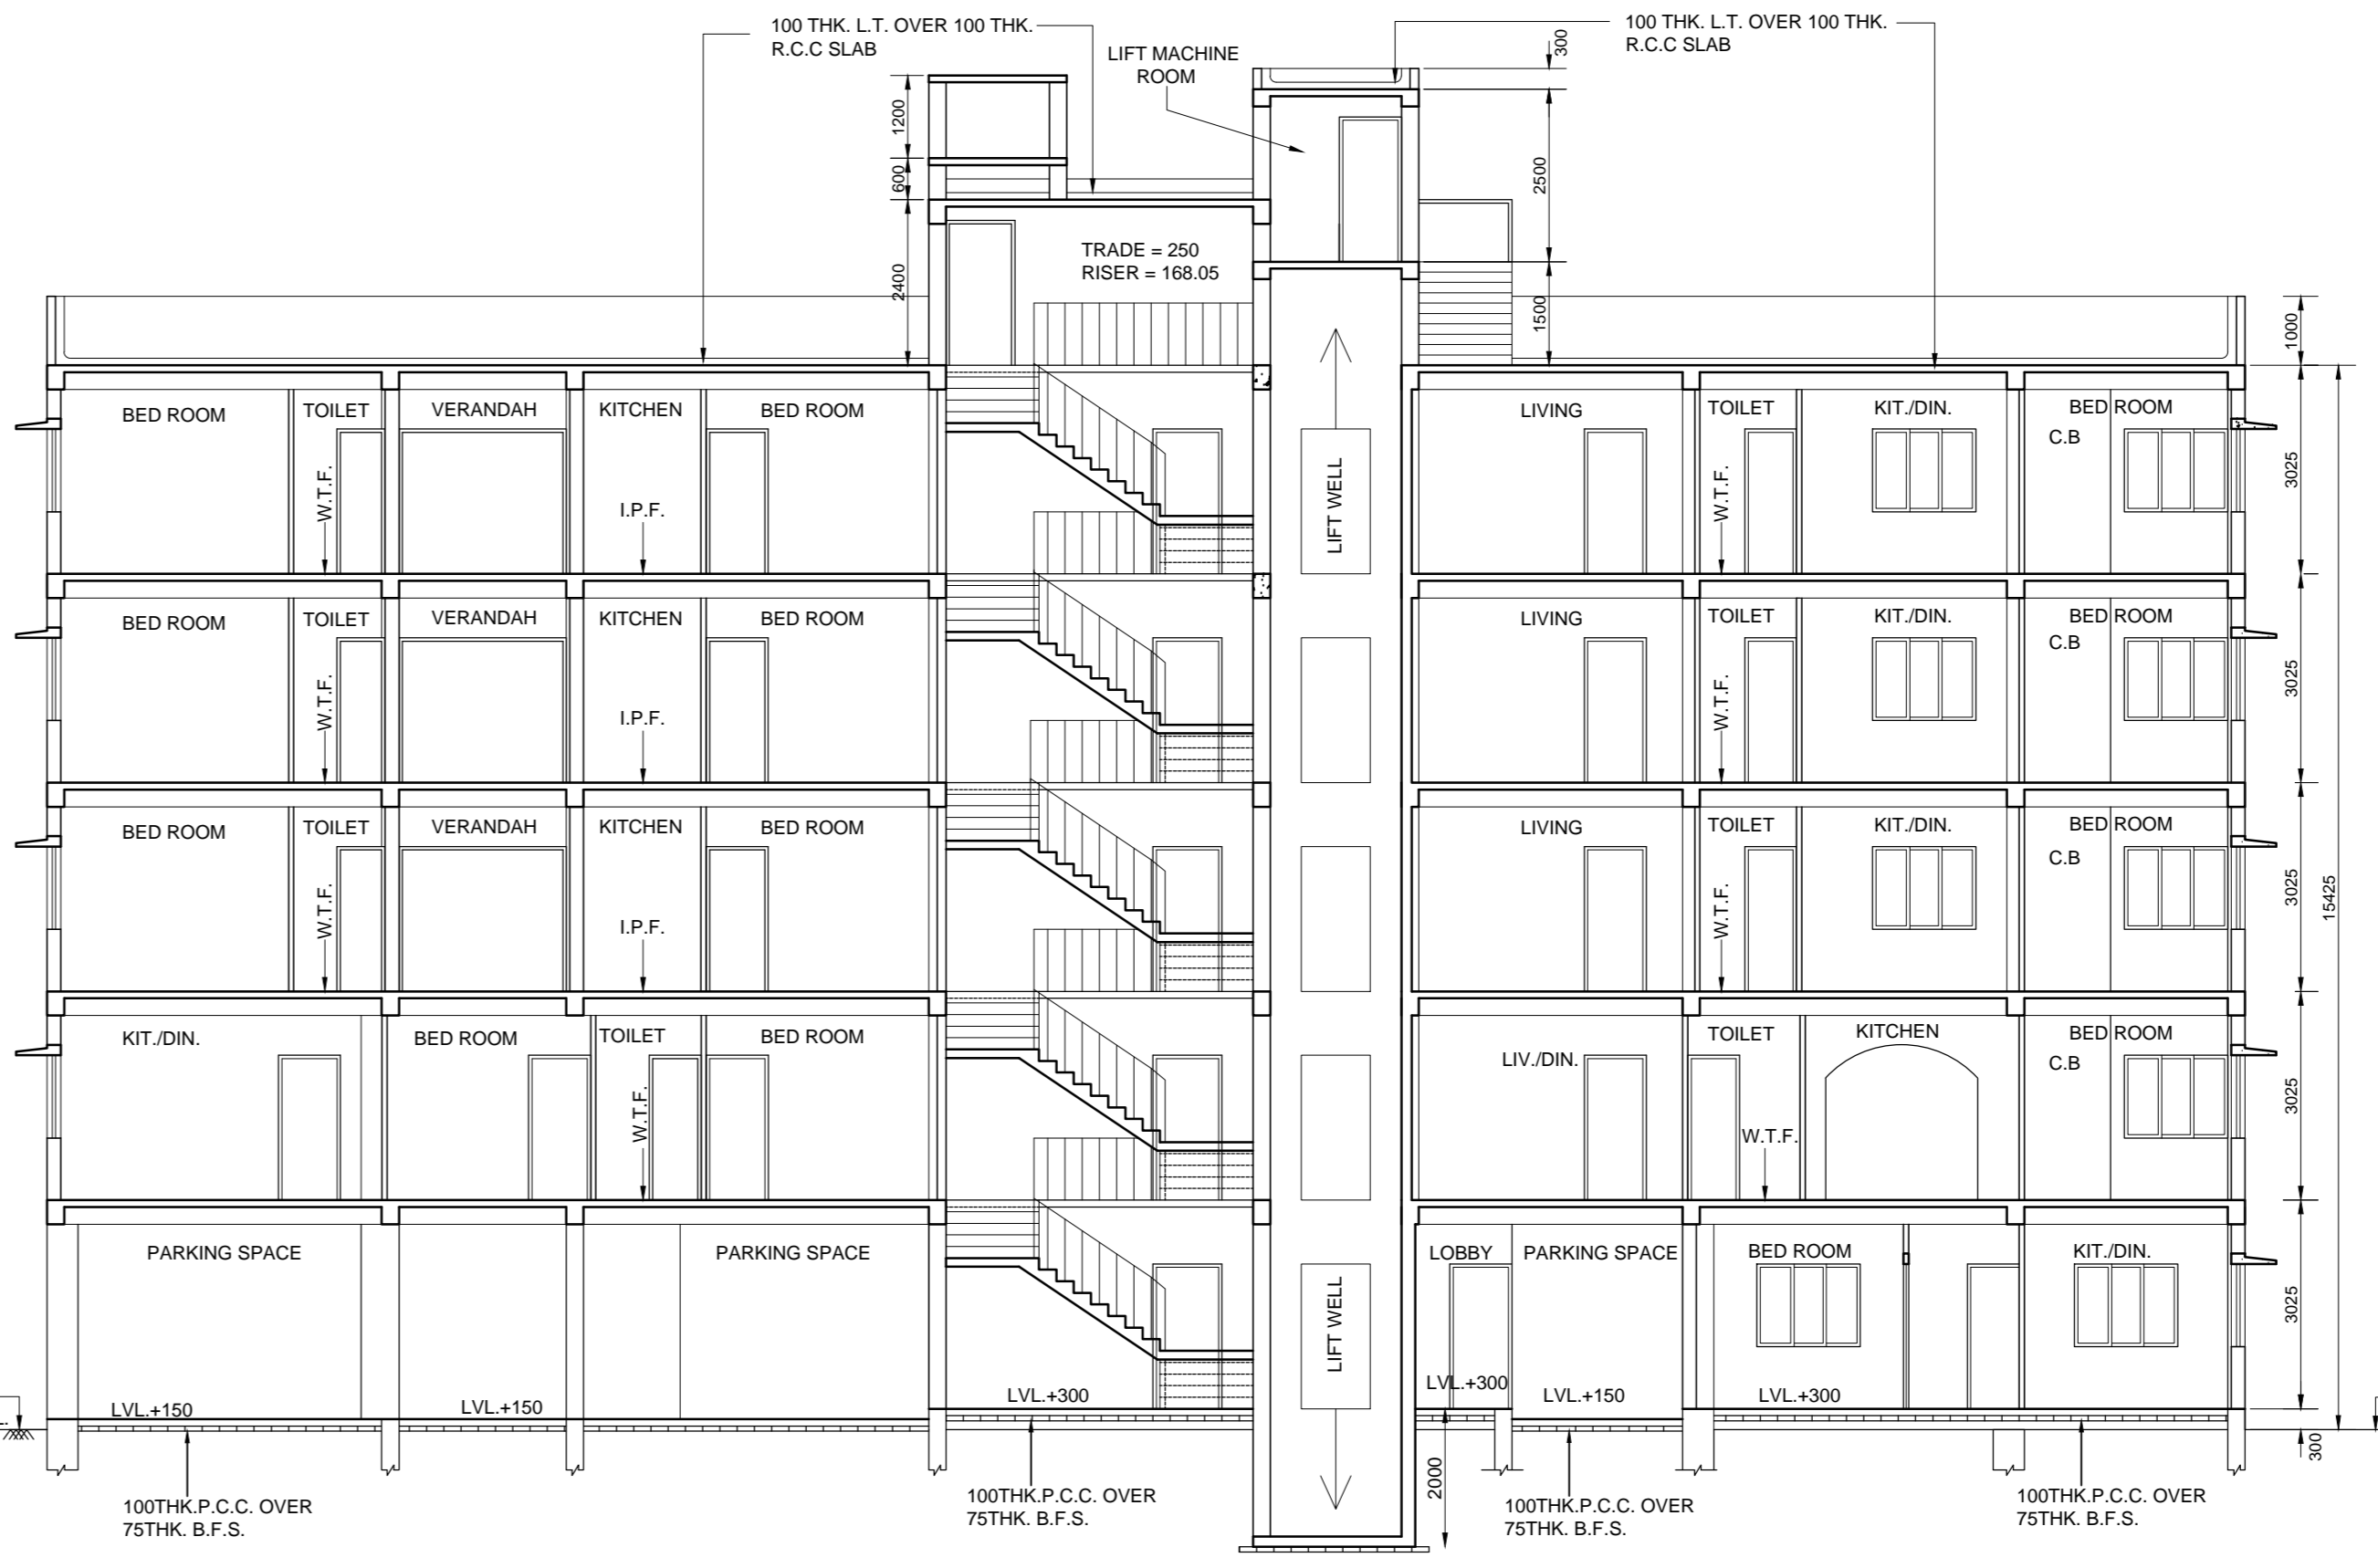 100 THK. L.T. OVER 100 THK.
R.C.C SLAB
LIFT MACHINE
ROOM
100 THK. L.T. OVER 100 THK.
R.C.C SLAB
300
1200
600
2400
2500
1500
TRADE = 250
RISER = 168.05
1000
BED ROOM
TOILET
VERANDAH
KITCHEN
BED ROOM
LIVING
TOILET
KIT./DIN.
BED ROOM
C.B
W.T.F.
I.P.F.
LIFT WELL
W.T.F.
3025
BED ROOM
TOILET
VERANDAH
KITCHEN
BED ROOM
LIVING
TOILET
KIT./DIN.
BED ROOM
C.B
W.T.F.
I.P.F.
W.T.F.
3025
BED ROOM
TOILET
VERANDAH
KITCHEN
BED ROOM
LIVING
TOILET
KIT./DIN.
BED ROOM
C.B
W.T.F.
I.P.F.
W.T.F.
3025
15425
KIT./DIN.
BED ROOM
TOILET
BED ROOM
LIV./DIN.
TOILET
KITCHEN
BED ROOM
C.B
W.T.F.
W.T.F.
3025
PARKING SPACE
PARKING SPACE
LOBBY
PARKING SPACE
BED ROOM
KIT./DIN.
LIFT WELL
3025
LVL.+150
LVL.+150
LVL.+300
LVL.+300
LVL.+150
LVL.+300
300
2000
100THK.P.C.C. OVER
75THK. B.F.S.
100THK.P.C.C. OVER
75THK. B.F.S.
100THK.P.C.C. OVER
75THK. B.F.S.
100THK.P.C.C. OVER
75THK. B.F.S.